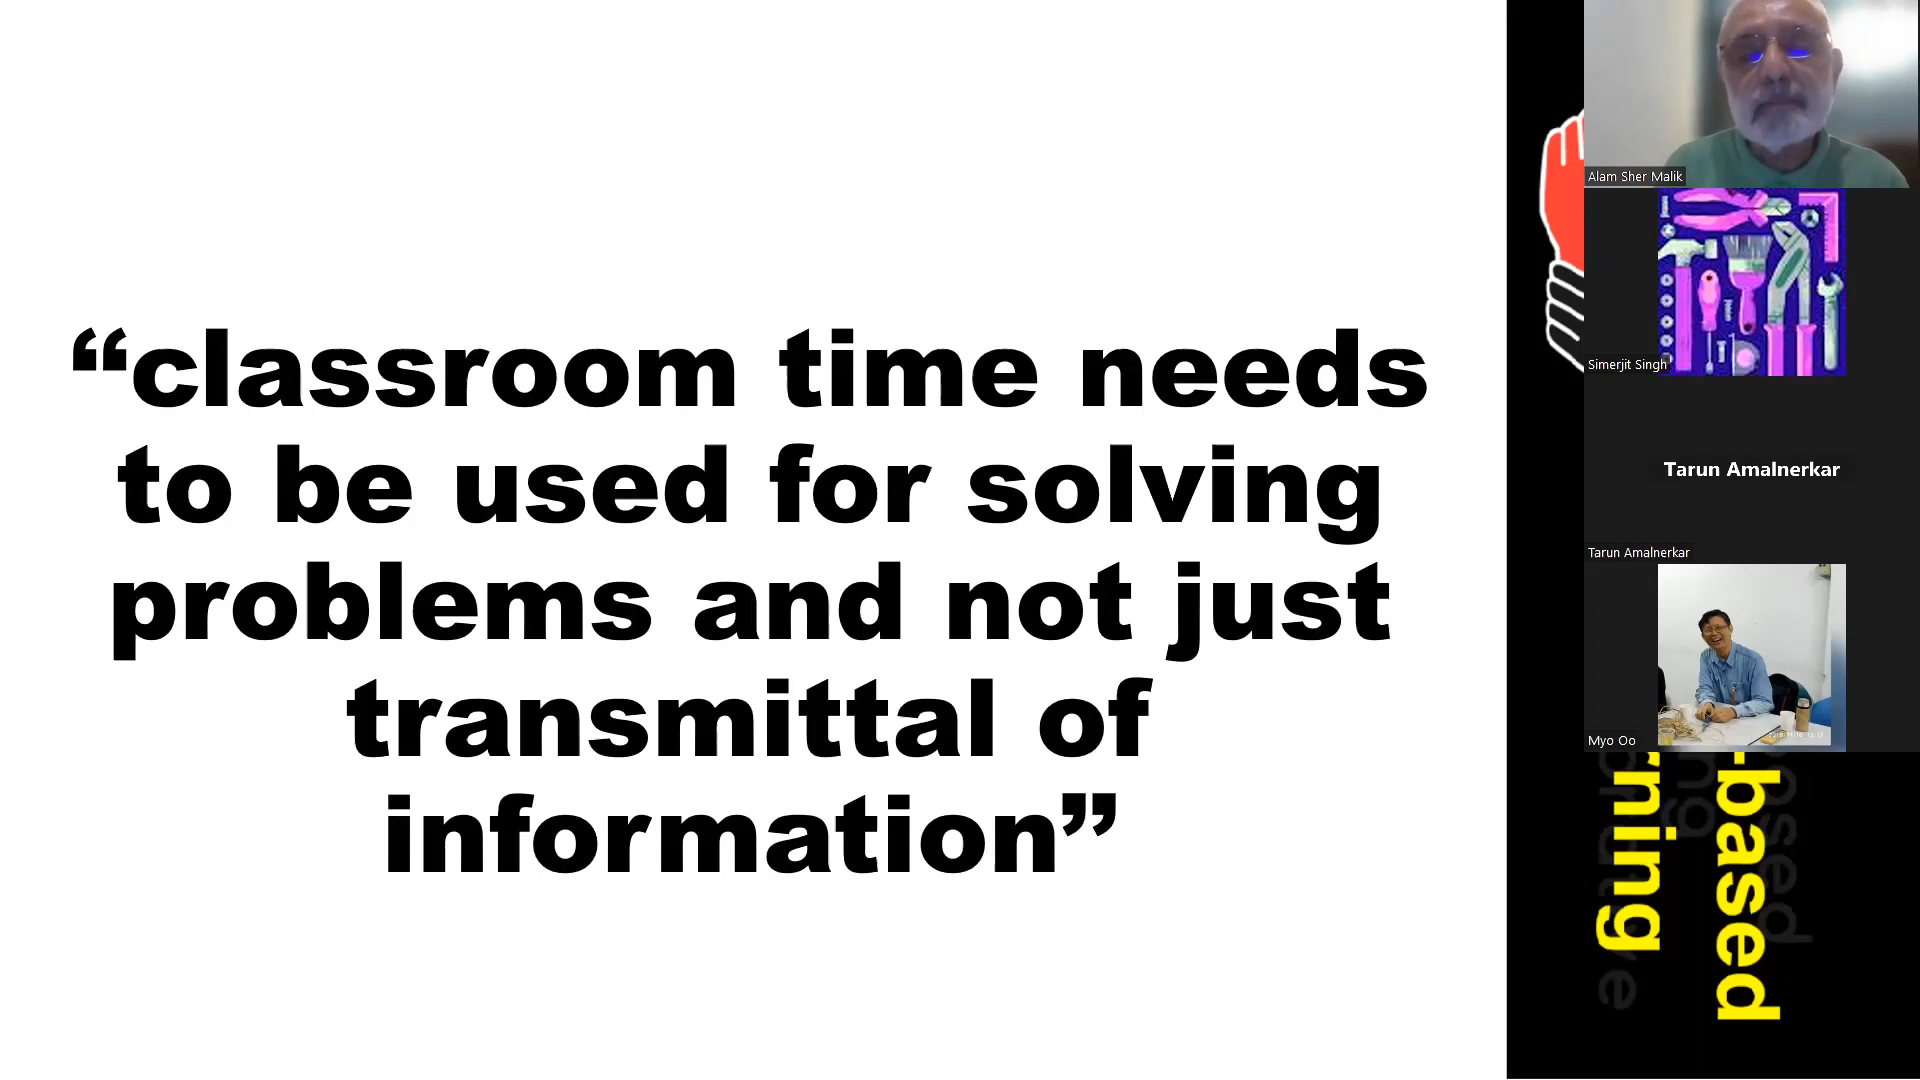 “classroom time needs
to be used for solving
problems and not just
transmittal of
information”
Alam Sher Malik
Simerjit Singh
Tarun Amalnerkar
Tarun Amalnerkar
Myo Oo
-based
rning